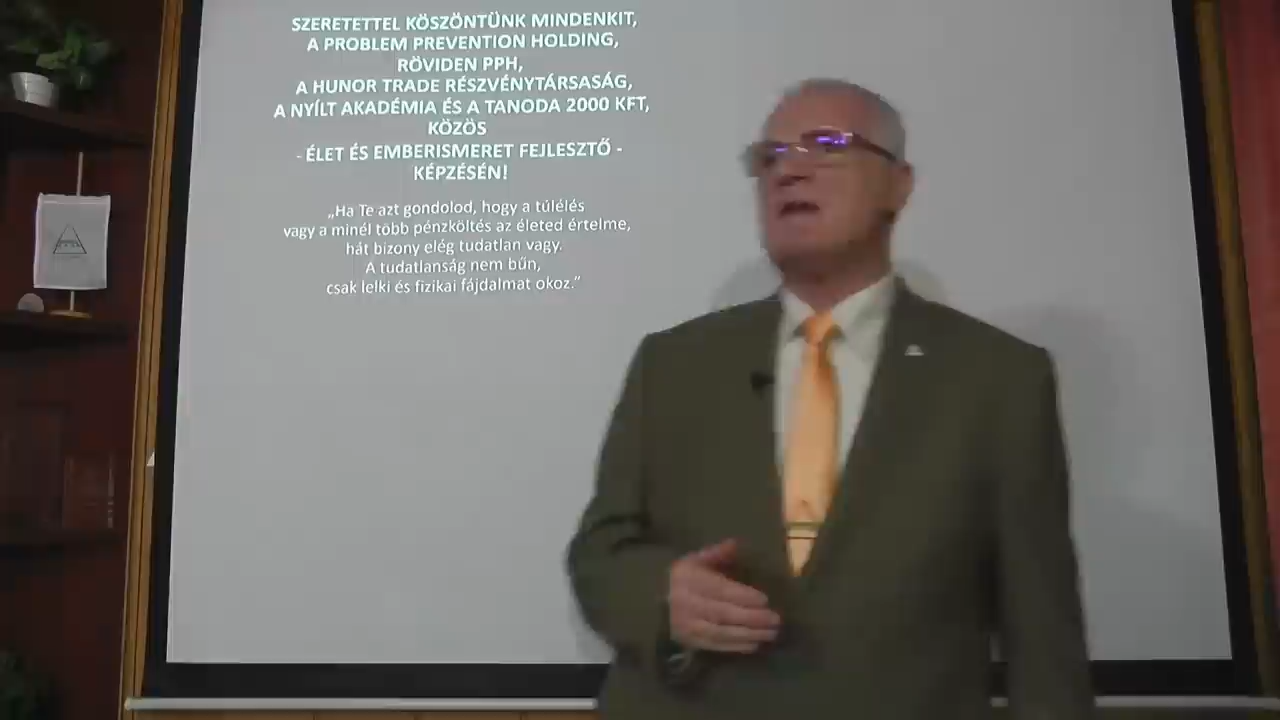 SZERETETTEL KÖSZÖNTÜNK MINDENKIT,
A PROBLEM PREVENTION HOLDING,
RÖVIDEN PPH,
A HUNOR TRADE RÉSZVÉNYTÁRSASÁG,
A NYÍLT AKADÉMIA ÉS A TANODA 2000 KFT,
KÖZÖS
- ÉLET ÉS EMBERISMERET FEJLESZTŐ -
KÉPZÉSÉN!
„Ha Te azt gondolod, hogy a túlélés
vagy a minél több pénzköltés az életed értelme,
hát bizony elég tudatlan vagy.
A tudatlanság nem bűn,
csak lelki és fizikai fájdalmat okoz.”